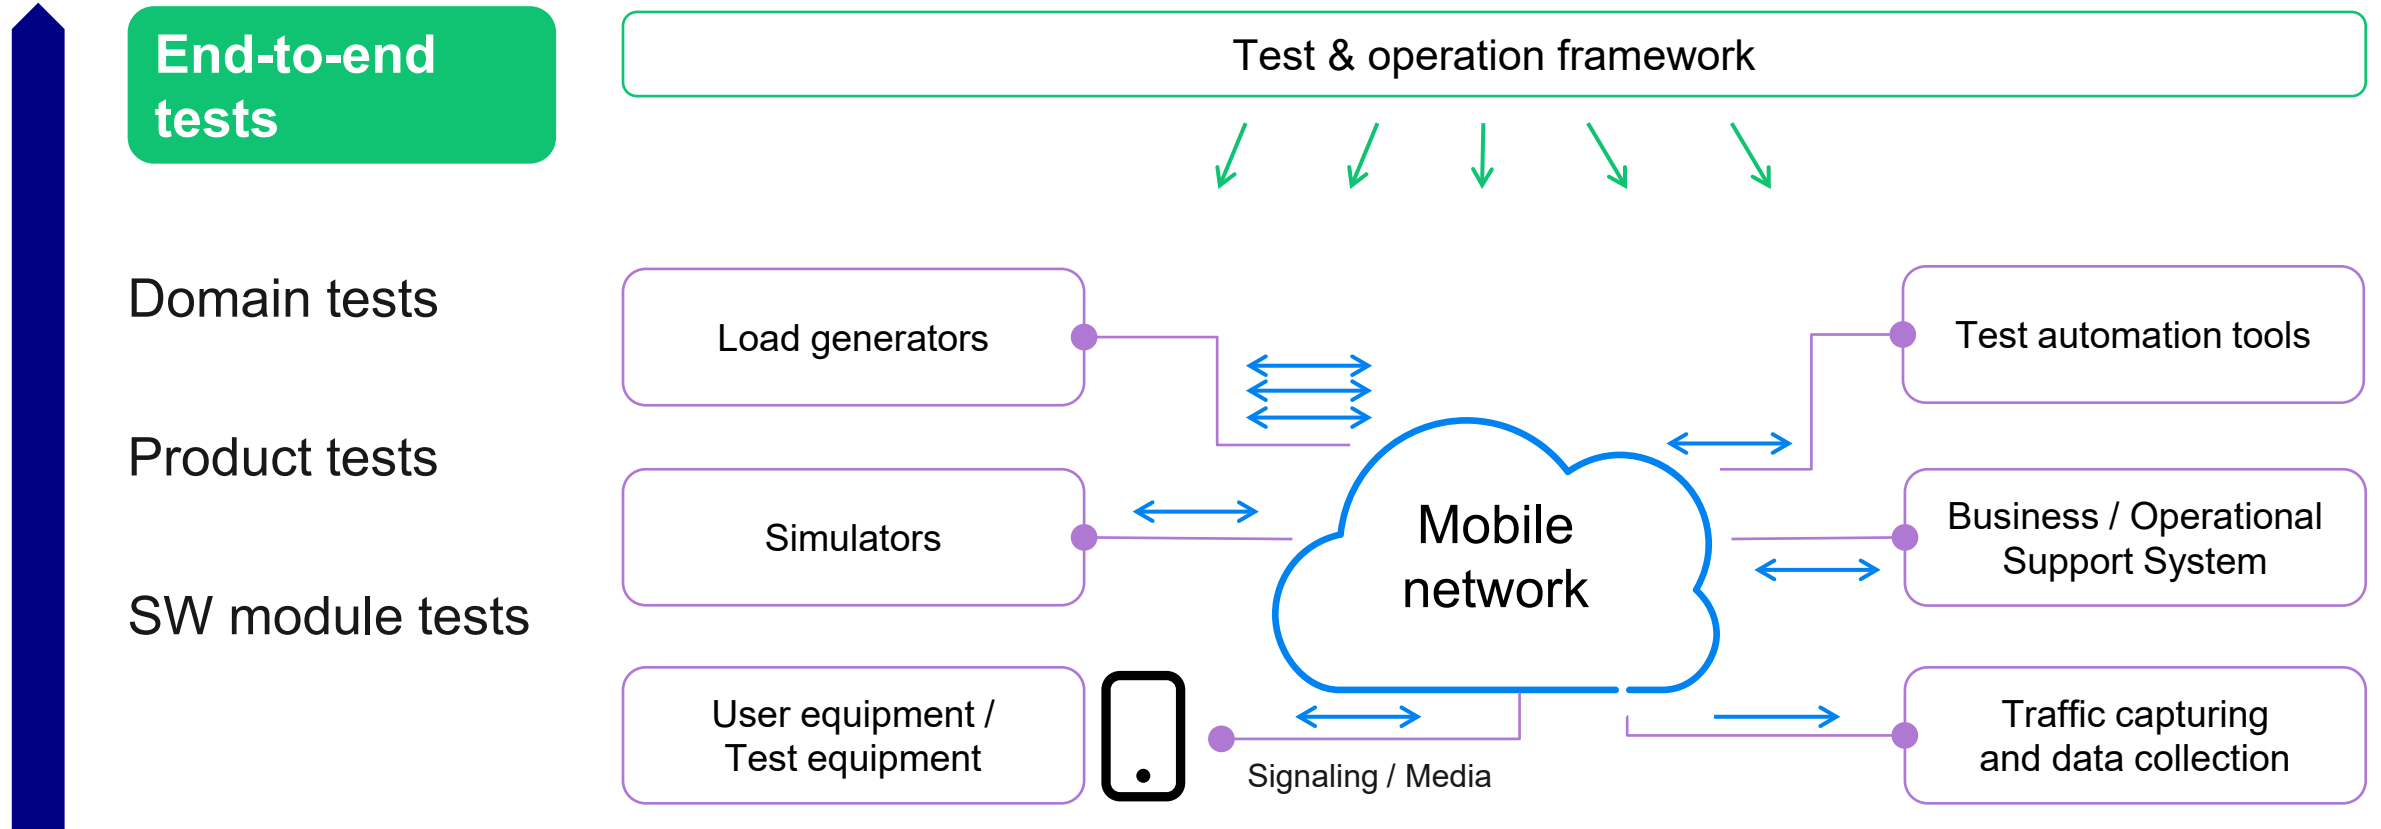 End-to-end
tests
Test & operation framework
Domain tests
Product tests
SW module tests
Load generators
Simulators
User equipment /
Test equipment
Mobile
network
Signaling / Media
Test automation tools
Business / Operational
Support System
Traffic capturing
and data collection